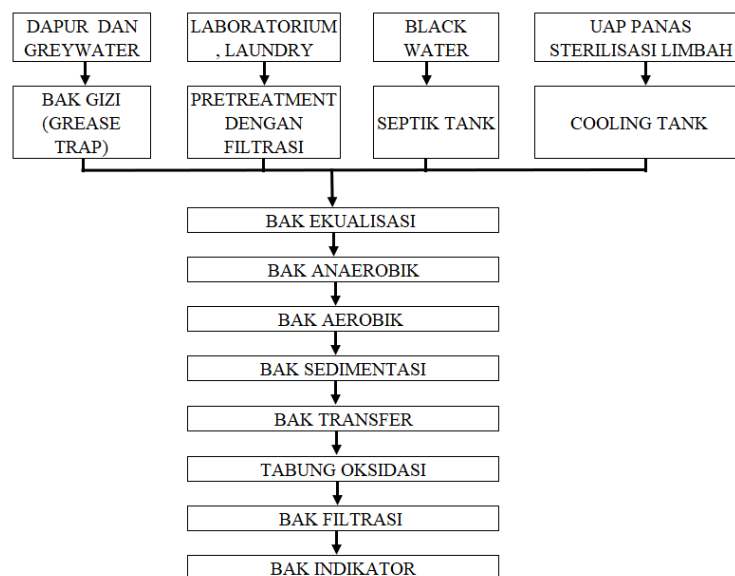 DAPUR DAN
GREYWATER
LABORATORIUM
, LAUNDRY
BLACK
WATER
UAP PANAS
STERILISASI LIMBAH
BAK GIZI
(GREASE
TRAP)
PRETREATMENT
DENGAN
FILTRASI
SEPTIK TANK
COOLING TANK
BAK EKUALISASI
BAK ANAEROBIK
BAK AEROBIK
BAK SEDIMENTASI
BAK TRANSFER
TABUNG OKSIDASI
BAK FILTRASI
BAK INDIKATOR